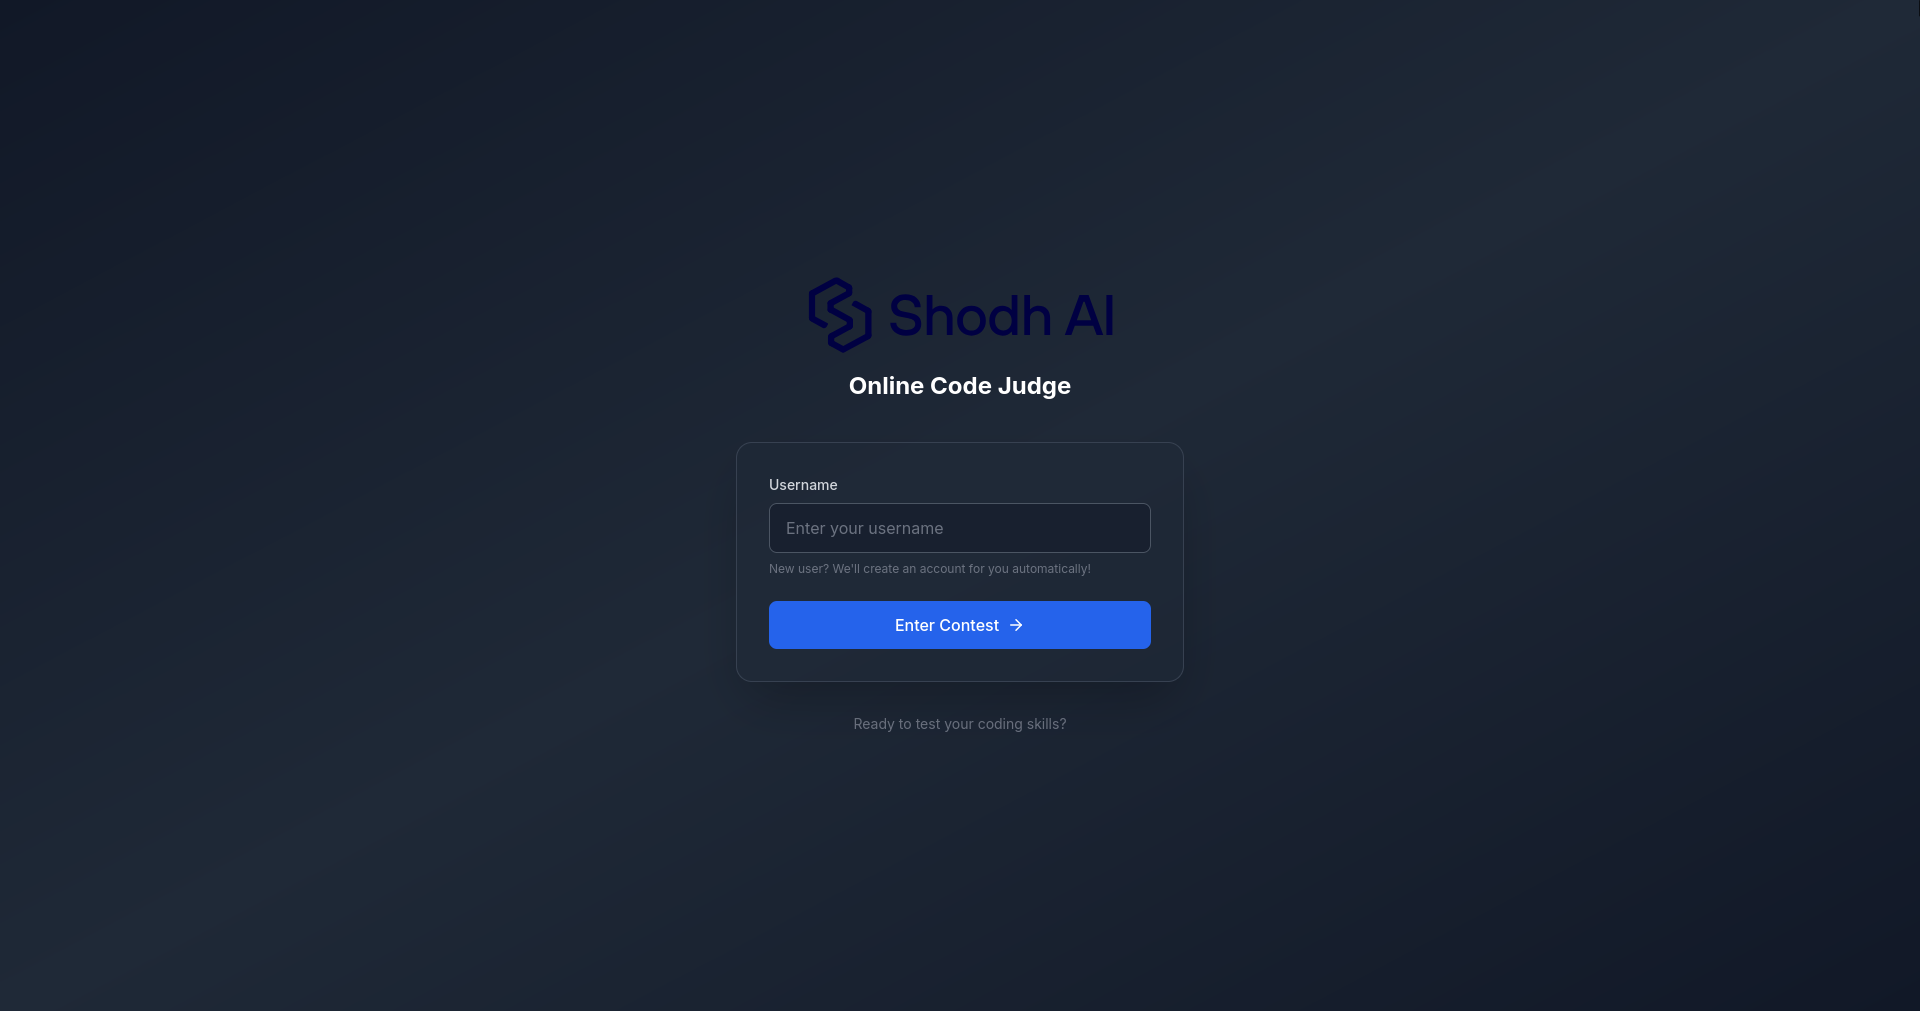 Shodh AI
Online Code Judge
Username
Enter your username
New user? We'll create an account for you automatically!
Enter Contest
Ready to test your coding skills?